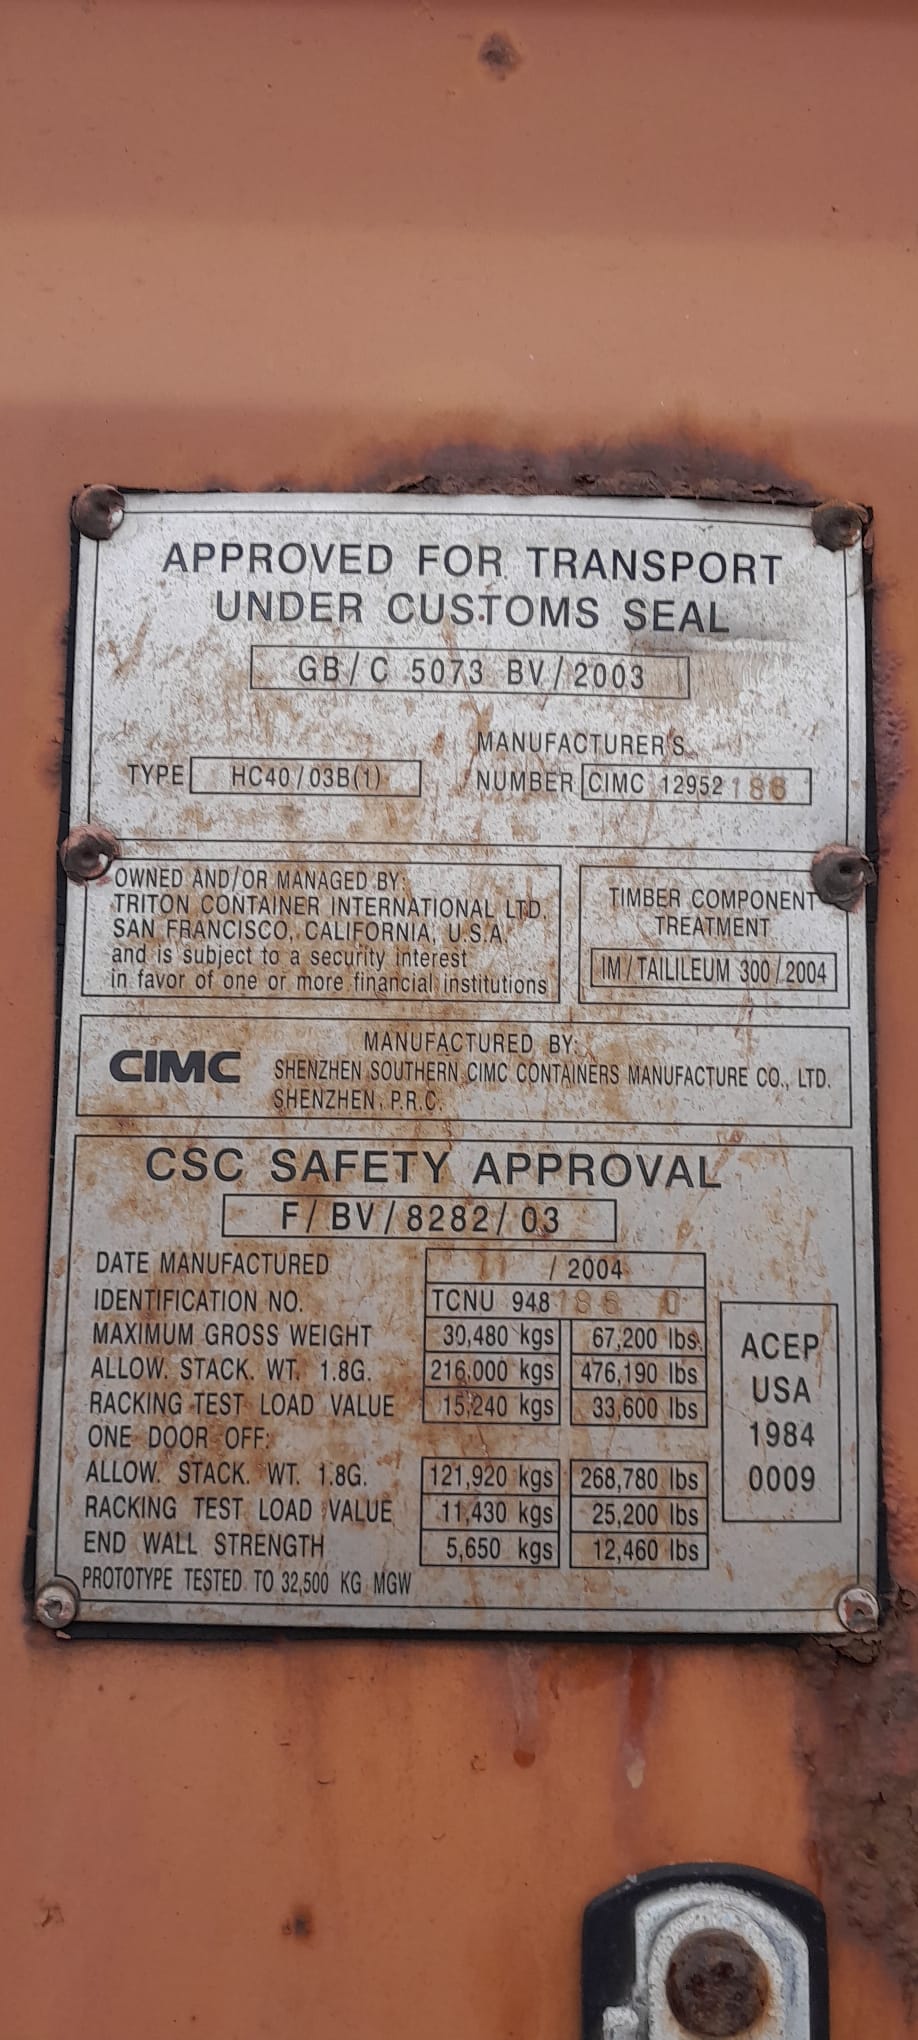 APPROVED FOR TRANSPORT
UNDER CUSTOMS SEAL
GB/C 5073 BV/2003
MANUFACTURER'S
TYPE HC40/03B(1) NUMBER CIMC 12952188
OWNED AND/OR MANAGED BY:
TRITON CONTAINER INTERNATIONAL LTD.
SAN FRANCISCO, CALIFORNIA, U.S.A.
and is subject to a security interest
in favor of one or more financial institutions
TIMBER COMPONENT
TREATMENT
IM/TAILILEUM 300/2004
CIMC
MANUFACTURED BY:
SHENZHEN SOUTHERN CIMC CONTAINERS MANUFACTURE CO., LTD.
SHENZHEN, P.R.C.
CSC SAFETY APPROVAL
F/BV/8282/03
DATE MANUFACTURED 11/2004
IDENTIFICATION NO. TCNU 948188 0
MAXIMUM GROSS WEIGHT 30,480 kgs 67,200 lbs
ALLOW. STACK. WT. 1.8G. 216,000 kgs 476,190 lbs
RACKING TEST LOAD VALUE 15,240 kgs 33,600 lbs
ONE DOOR OFF:
ALLOW. STACK. WT. 1.8G. 121,920 kgs 268,780 lbs
RACKING TEST LOAD VALUE 11,430 kgs 25,200 lbs
END WALL STRENGTH 5,650 kgs 12,460 lbs
PROTOTYPE TESTED TO 32,500 KG MGW
ACEP
USA
1984
0009